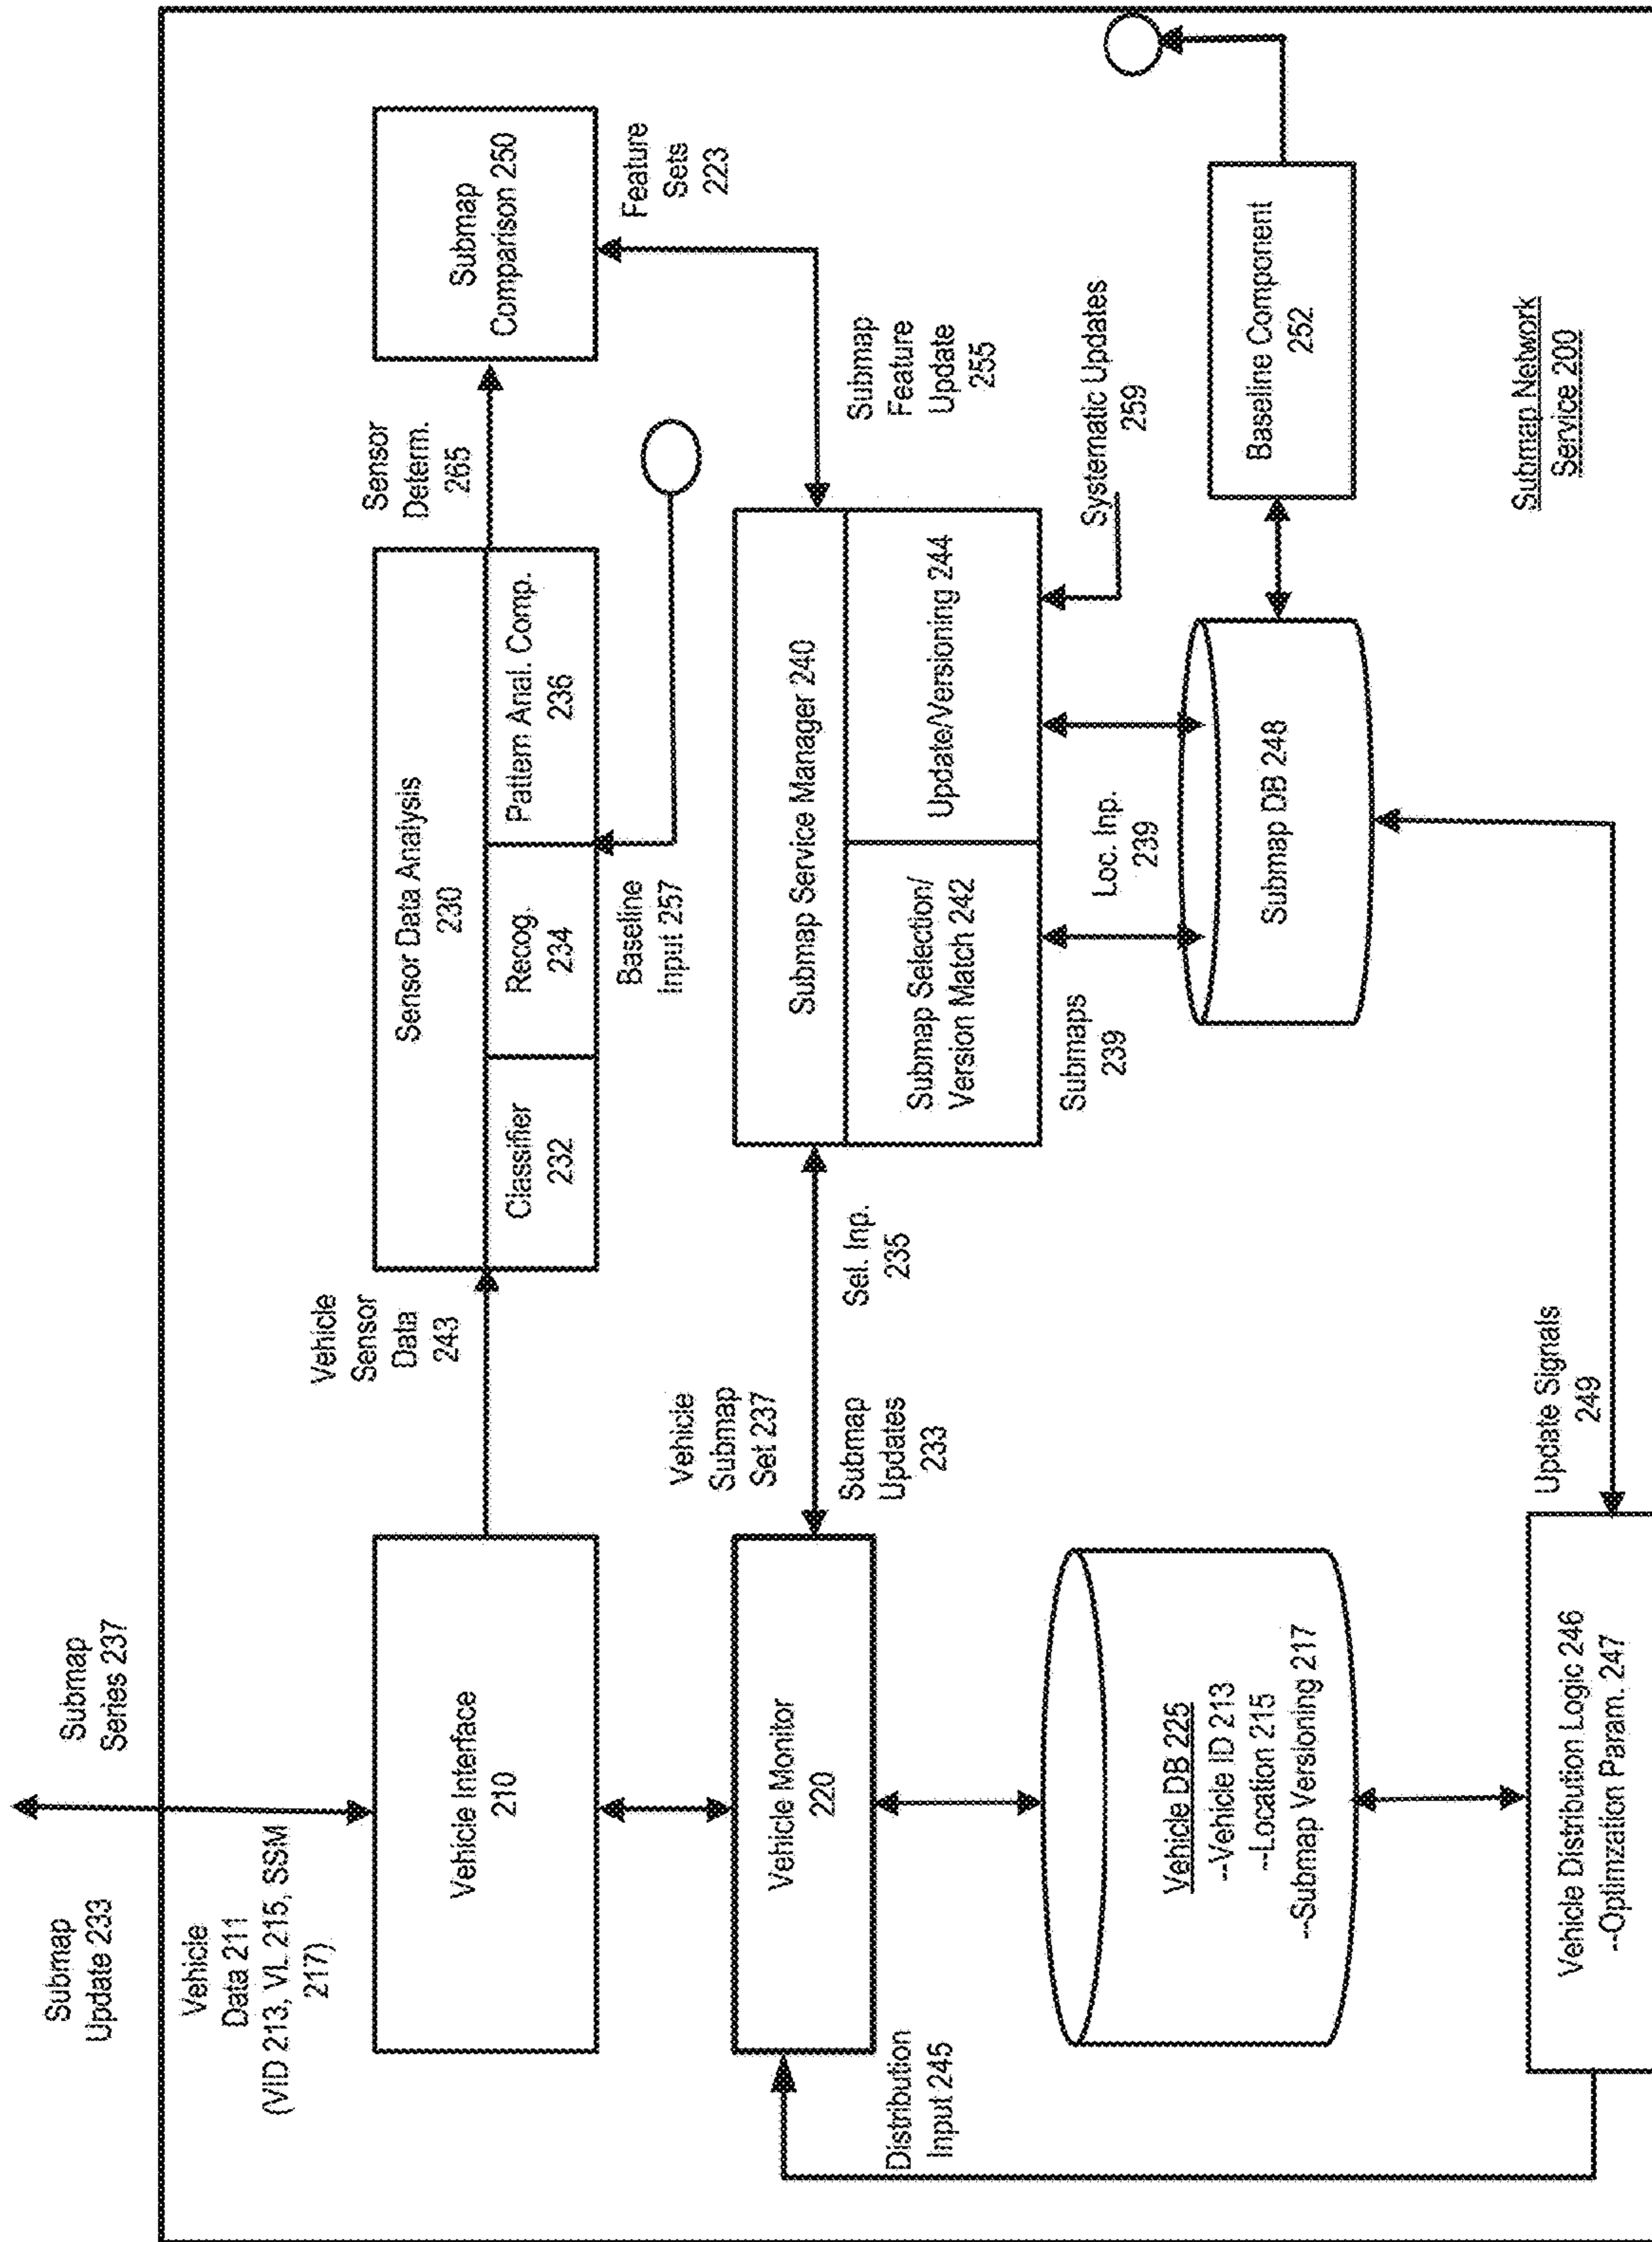 Submap
Update 233
Submap
Series 237
Vehicle
Data 211
(VID 213, VL 215, SSM
217)
Vehicle Interface
210
Vehicle
Sensor
Data
243
Sensor Data Analysis
230
Classifier
232
Recog.
234
Pattern Anal. Comp.
236
Sensor
Determ.
265
Submap
Comparison 250
Baseline
Input 257
Feature
Sets
223
Vehicle Monitor
220
Vehicle
Submap
Set 237
Submap
Updates
233
Sel. Inp.
235
Submap Service Manager 240
Submap Selection/
Version Match 242
Update/Versioning 244
Submap
Feature
Update
255
Distribution
Input 245
Submaps
239
Loc. Inp.
239
Systematic Updates
259
Vehicle DB 225
--Vehicle ID 213
--Location 215
--Submap Versioning 217
Submap DB 248
Baseline Component
252
Update Signals
249
Vehicle Distribution Logic 246
--Optimzation Param. 247
Submap Network
Service 200